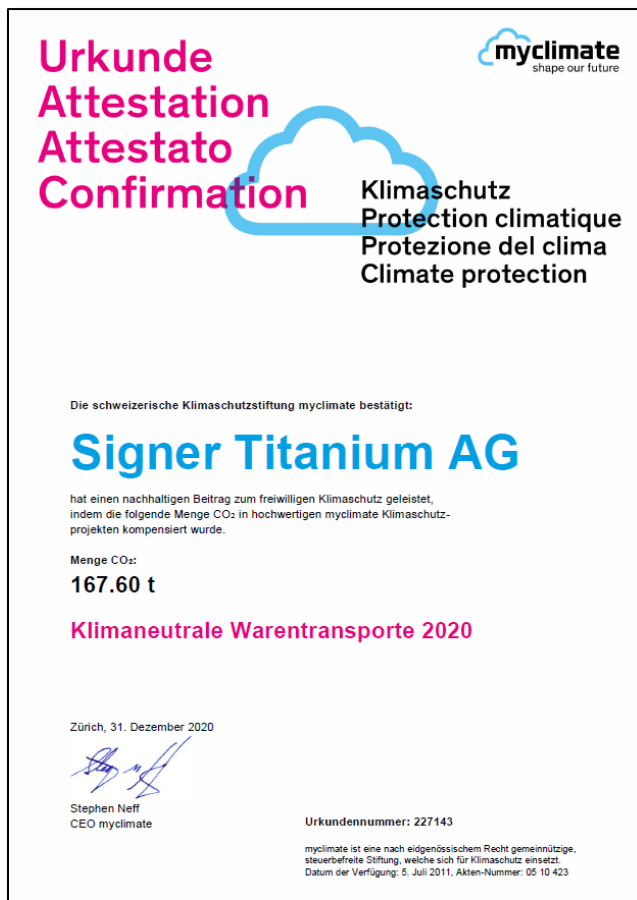 Urkunde
Attestation
Attestato
Confirmation
myclimate
shape our future
Klimaschutz
Protection climatique
Protezione del clima
Climate protection
Die schweizerische Klimaschutzstiftung myclimate bestätigt:
Signer Titanium AG
hat einen nachhaltigen Beitrag zum freiwilligen Klimaschutz geleistet,
indem die folgende Menge CO₂ in hochwertigen myclimate Klimaschutz-
projekten kompensiert wurde.
Menge CO₂:
167.60 t
Klimaneutrale Warentransporte 2020
Zürich, 31. Dezember 2020
Stephen Neff
CEO myclimate
Urkundennummer: 227143
myclimate ist eine nach eidgenössischem Recht gemeinnützige,
steuerbefreite Stiftung, welche sich für Klimaschutz einsetzt.
Datum der Verfügung: 5. Juli 2011, Akten-Nummer: 05 10 423